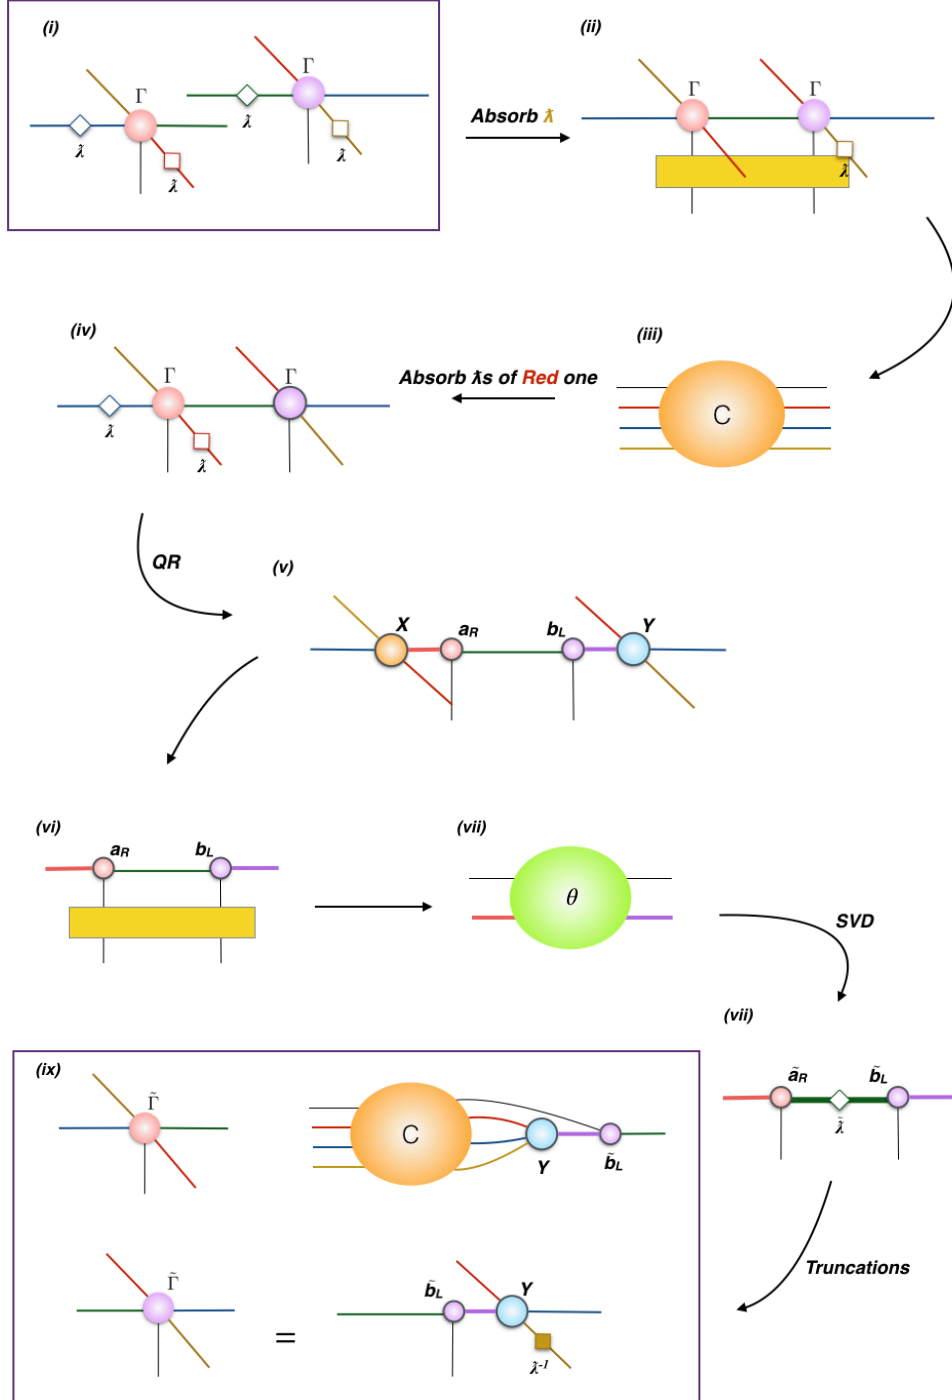 (i)
Γ
Γ
λ̃
λ̃
λ̃
λ̃
Absorb ƛ
(ii)
Γ
Γ
λ̃
(iii)
C
Absorb ƛs of Red one
(iv)
Γ
Γ
λ̃
λ̃
QR
(v)
X
aR
bL
Y
(vi)
aR
bL
(vii)
θ
SVD
(vii)
ãR
b̃L
λ̃
Truncations
(ix)
Γ̃
C
Y
b̃L
Γ̃
=
b̃L
Y
λ̃-1